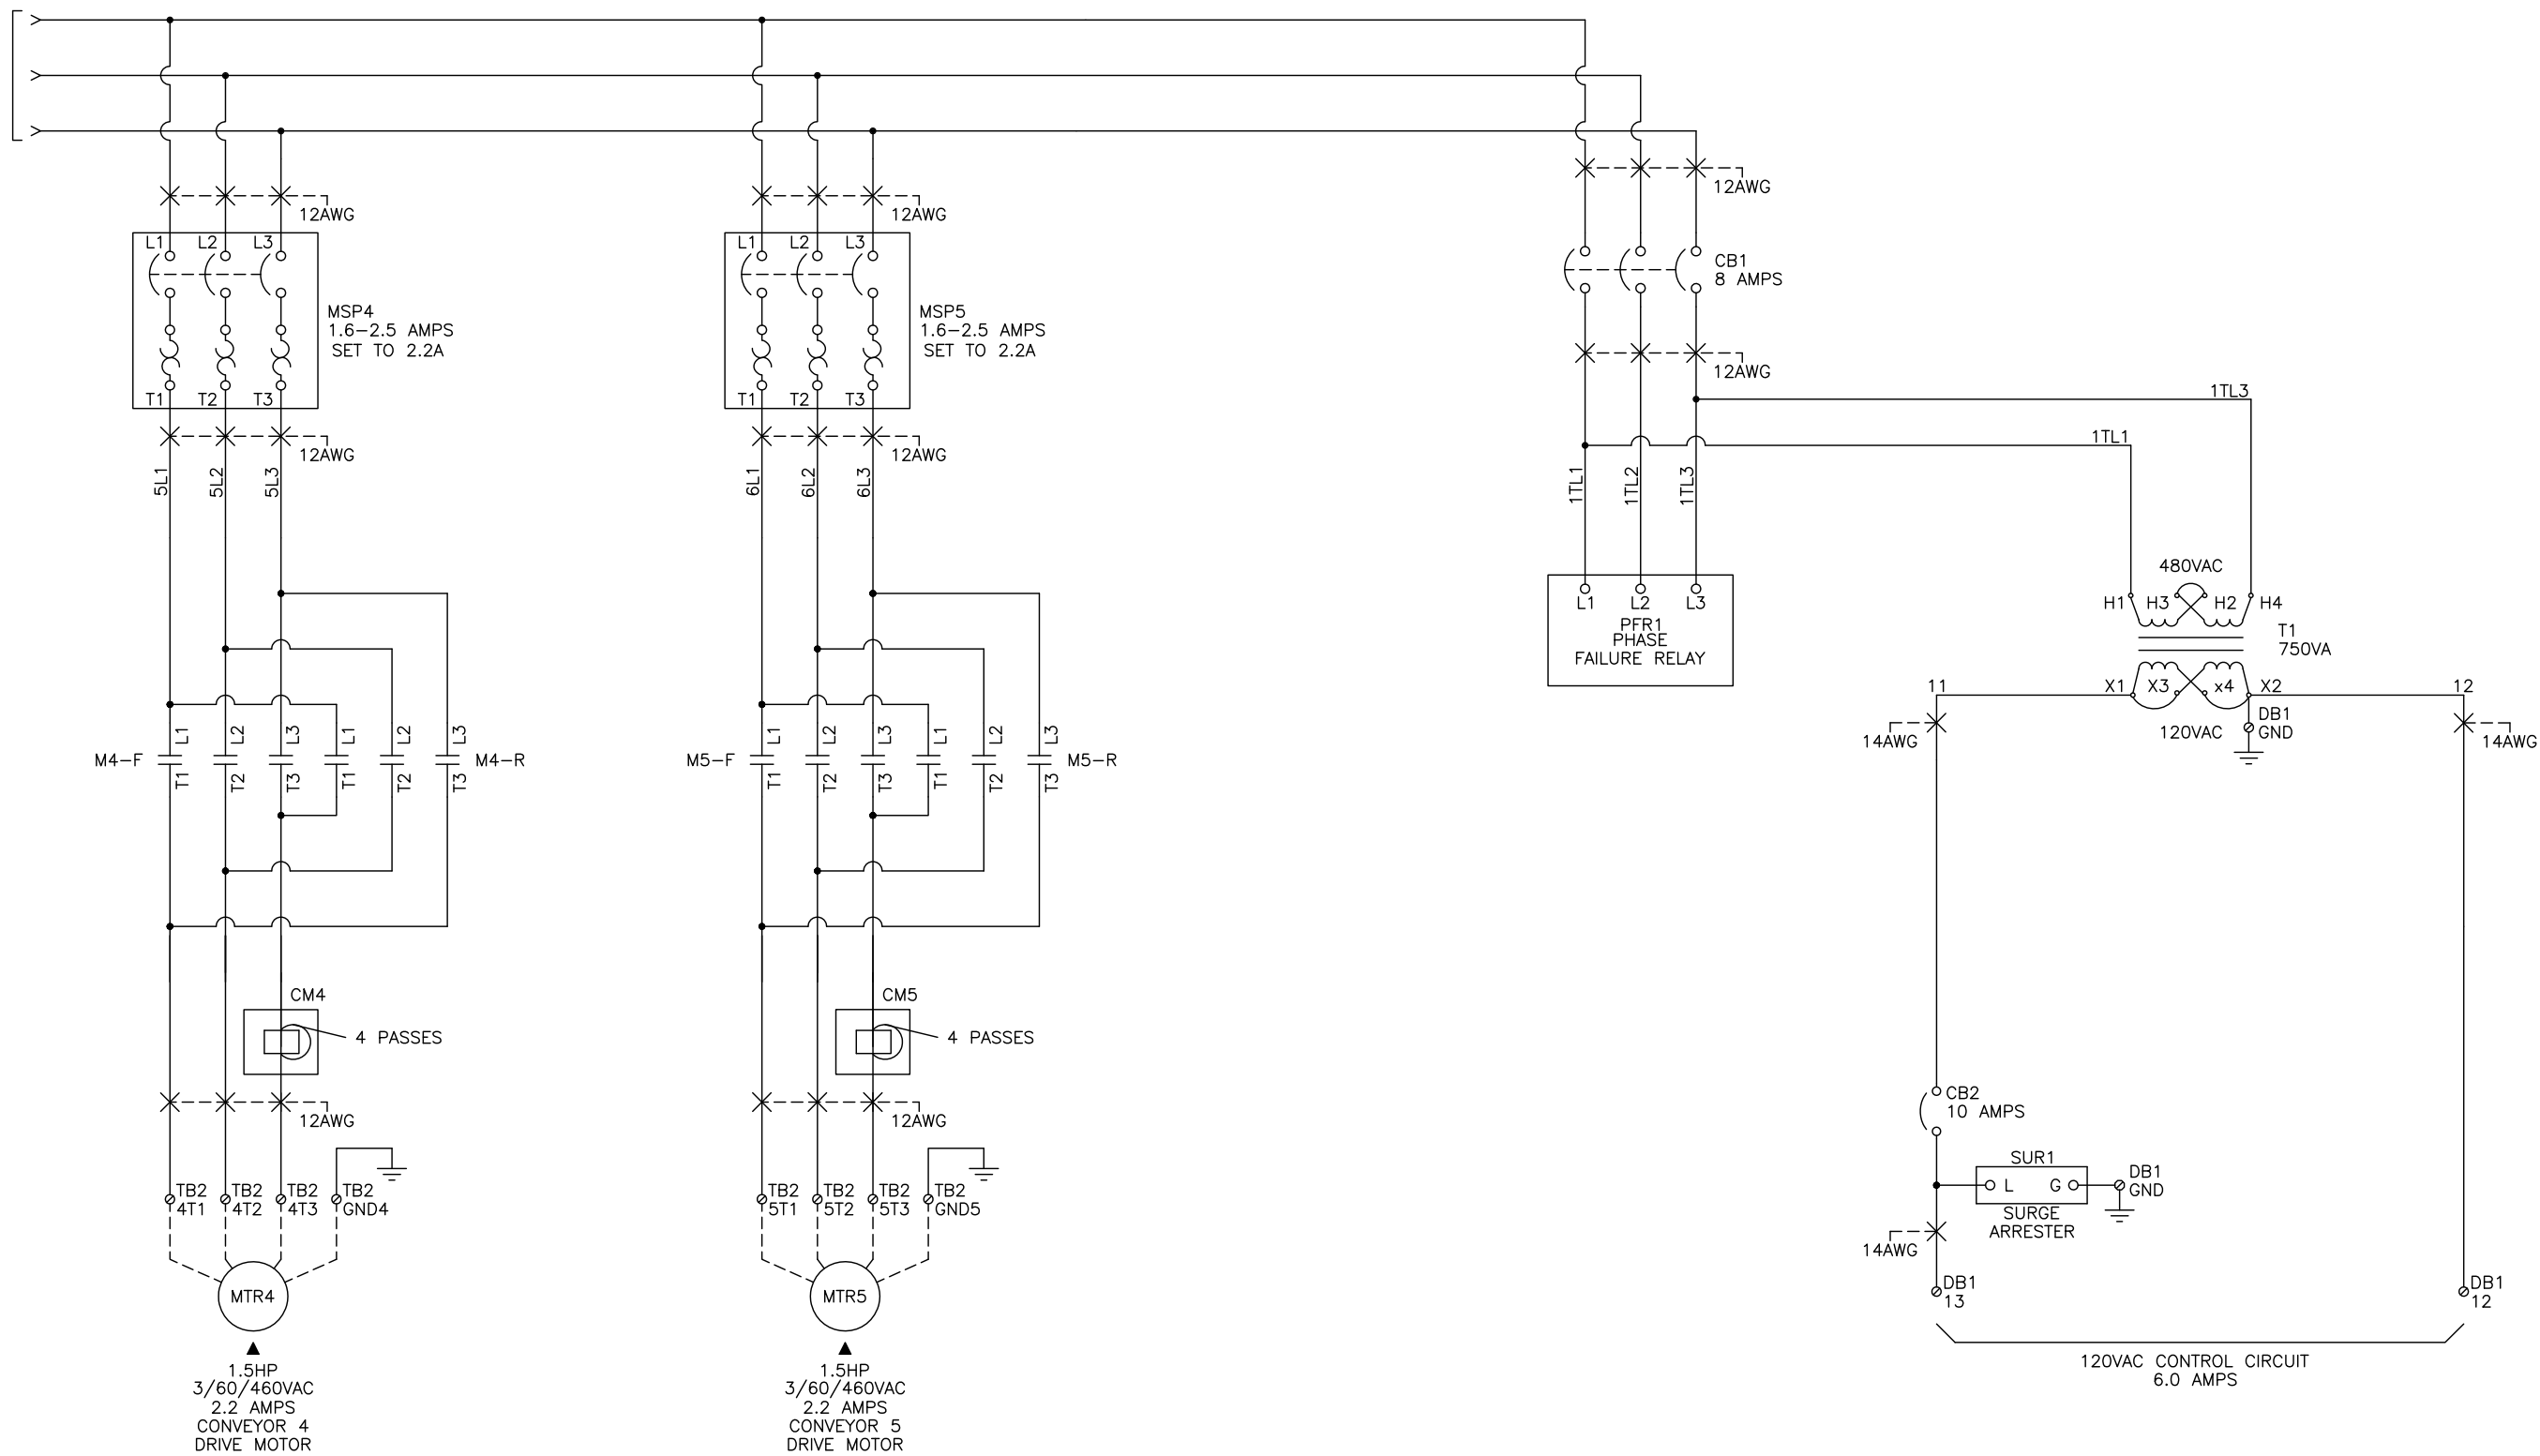 12AWG
L1 L2 L3
MSP4
1.6-2.5 AMPS
SET TO 2.2A
T1 T2 T3
12AWG
5L1 5L2 5L3
M4-F
L1 L2 L3 L1 L2 L3
T1 T2 T3 T1 T2 T3
M4-R
CM4
4 PASSES
12AWG
TB2 TB2 TB2 TB2
4T1 4T2 4T3 GND4
MTR4
1.5HP
3/60/460VAC
2.2 AMPS
CONVEYOR 4
DRIVE MOTOR
12AWG
L1 L2 L3
MSP5
1.6-2.5 AMPS
SET TO 2.2A
T1 T2 T3
12AWG
6L1 6L2 6L3
M5-F
L1 L2 L3 L1 L2 L3
T1 T2 T3 T1 T2 T3
M5-R
CM5
4 PASSES
12AWG
TB2 TB2 TB2 TB2
5T1 5T2 5T3 GND5
MTR5
1.5HP
3/60/460VAC
2.2 AMPS
CONVEYOR 5
DRIVE MOTOR
12AWG
CB1
8 AMPS
12AWG
1TL3
1TL1
1TL1 1TL2 1TL3
L1 L2 L3
PFR1
PHASE
FAILURE RELAY
480VAC
H1 H3 H2 H4
T1
750VA
11 X1 X3 x4 X2 12
DB1
GND
120VAC
14AWG
14AWG
CB2
10 AMPS
SUR1
L G
SURGE
ARRESTER
DB1
GND
14AWG
DB1
13
DB1
12
120VAC CONTROL CIRCUIT
6.0 AMPS